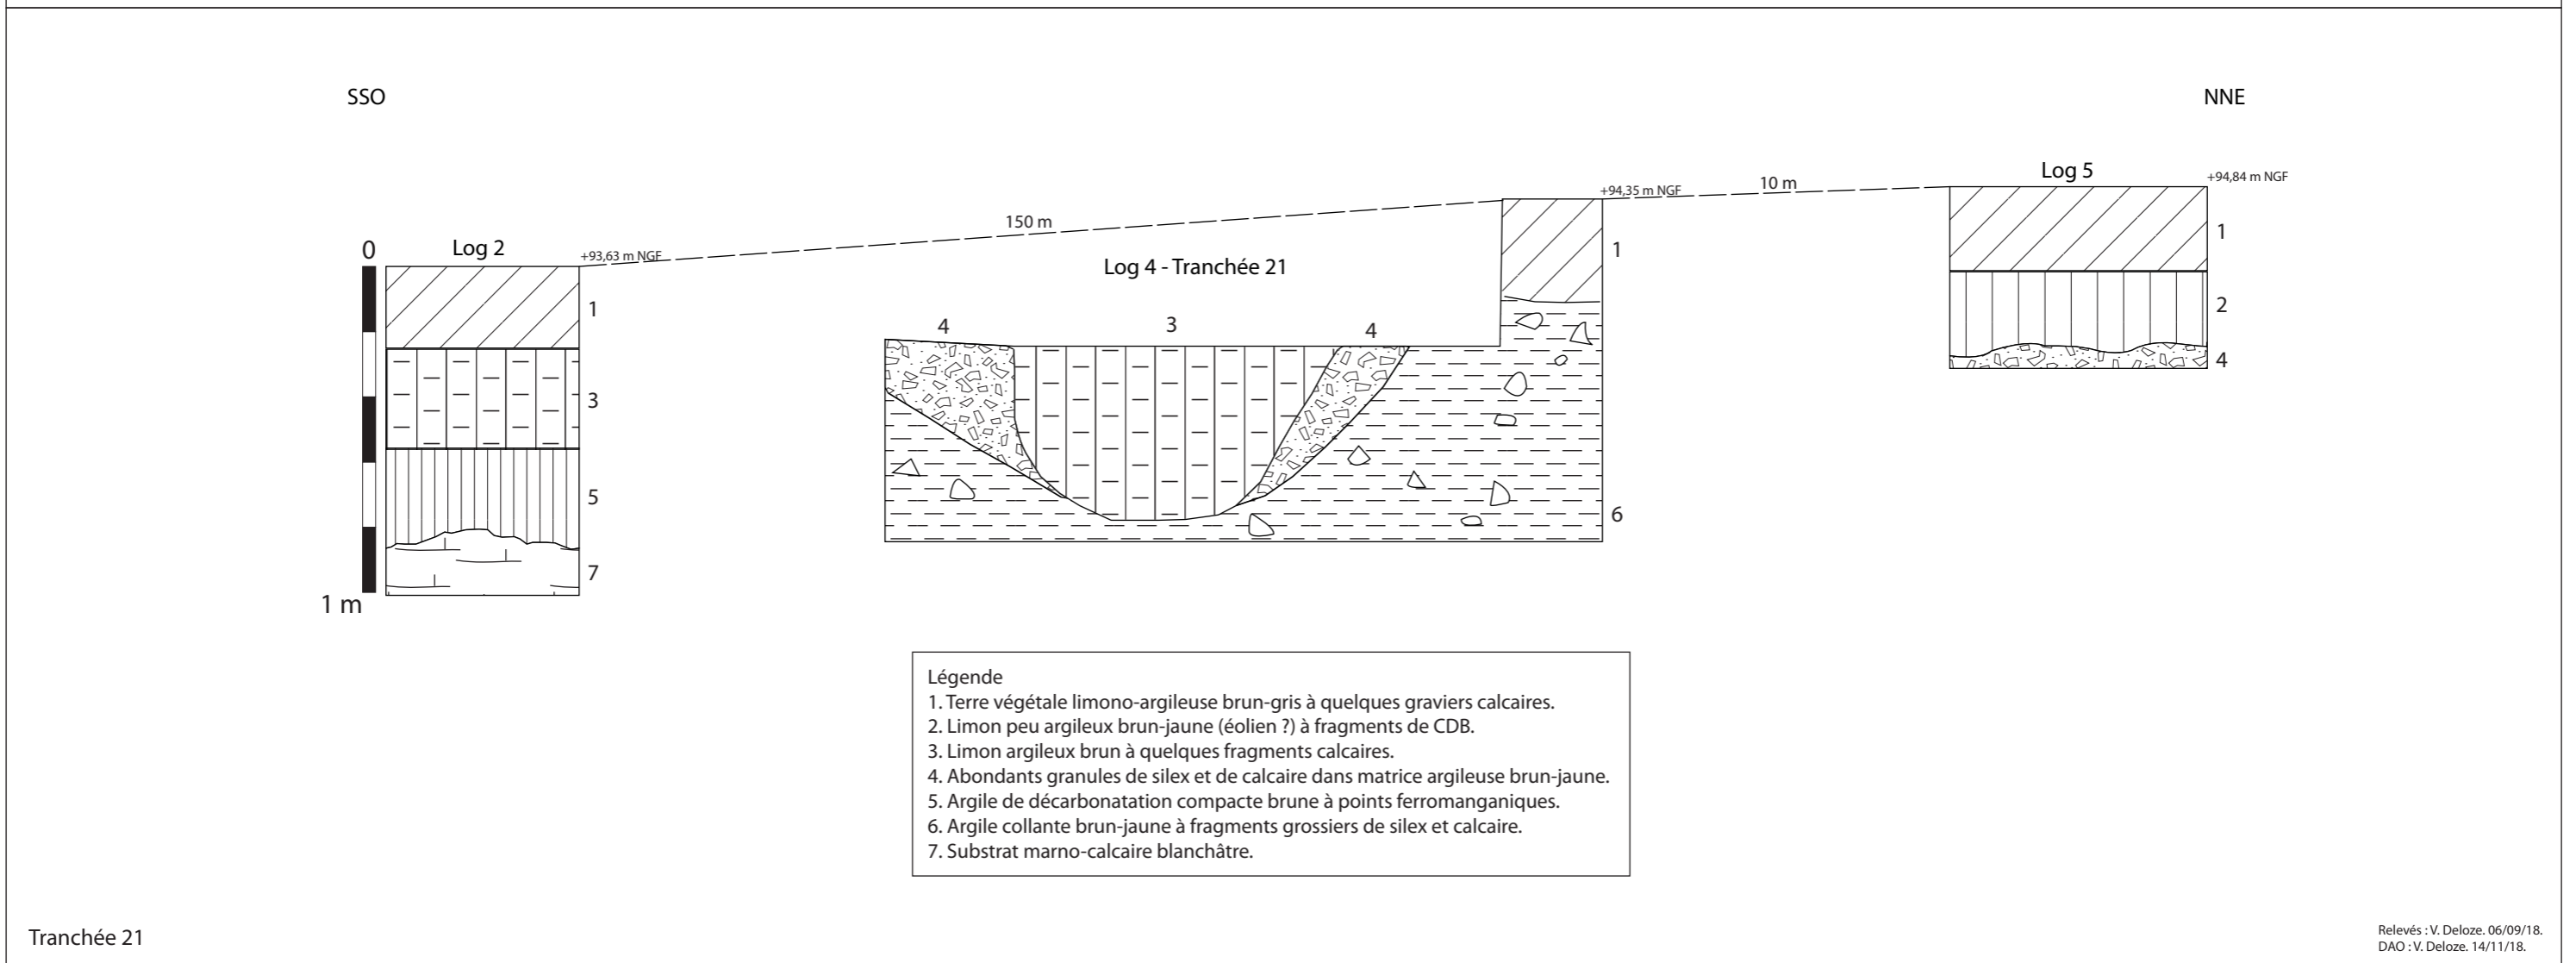 SSO
NNE
Log 5
+94,84 m NGF
+94,35 m NGF
10 m
150 m
Log 2
0
+93,63 m NGF
Log 4 - Tranchée 21
1
1
1
2
3
4
3
4
4
3
5
6
7
1 m
Légende
1. Terre végétale limono-argileuse brun-gris à quelques graviers calcaires.
2. Limon peu argileux brun-jaune (éolien ?) à fragments de CDB.
3. Limon argileux brun à quelques fragments calcaires.
4. Abondants granules de silex et de calcaire dans matrice argileuse brun-jaune.
5. Argile de décarbonatation compacte brune à points ferromanganiques.
6. Argile collante brun-jaune à fragments grossiers de silex et calcaire.
7. Substrat marno-calcaire blanchâtre.
Tranchée 21
Relevés : V. Deloze. 06/09/18.
DAO : V. Deloze. 14/11/18.